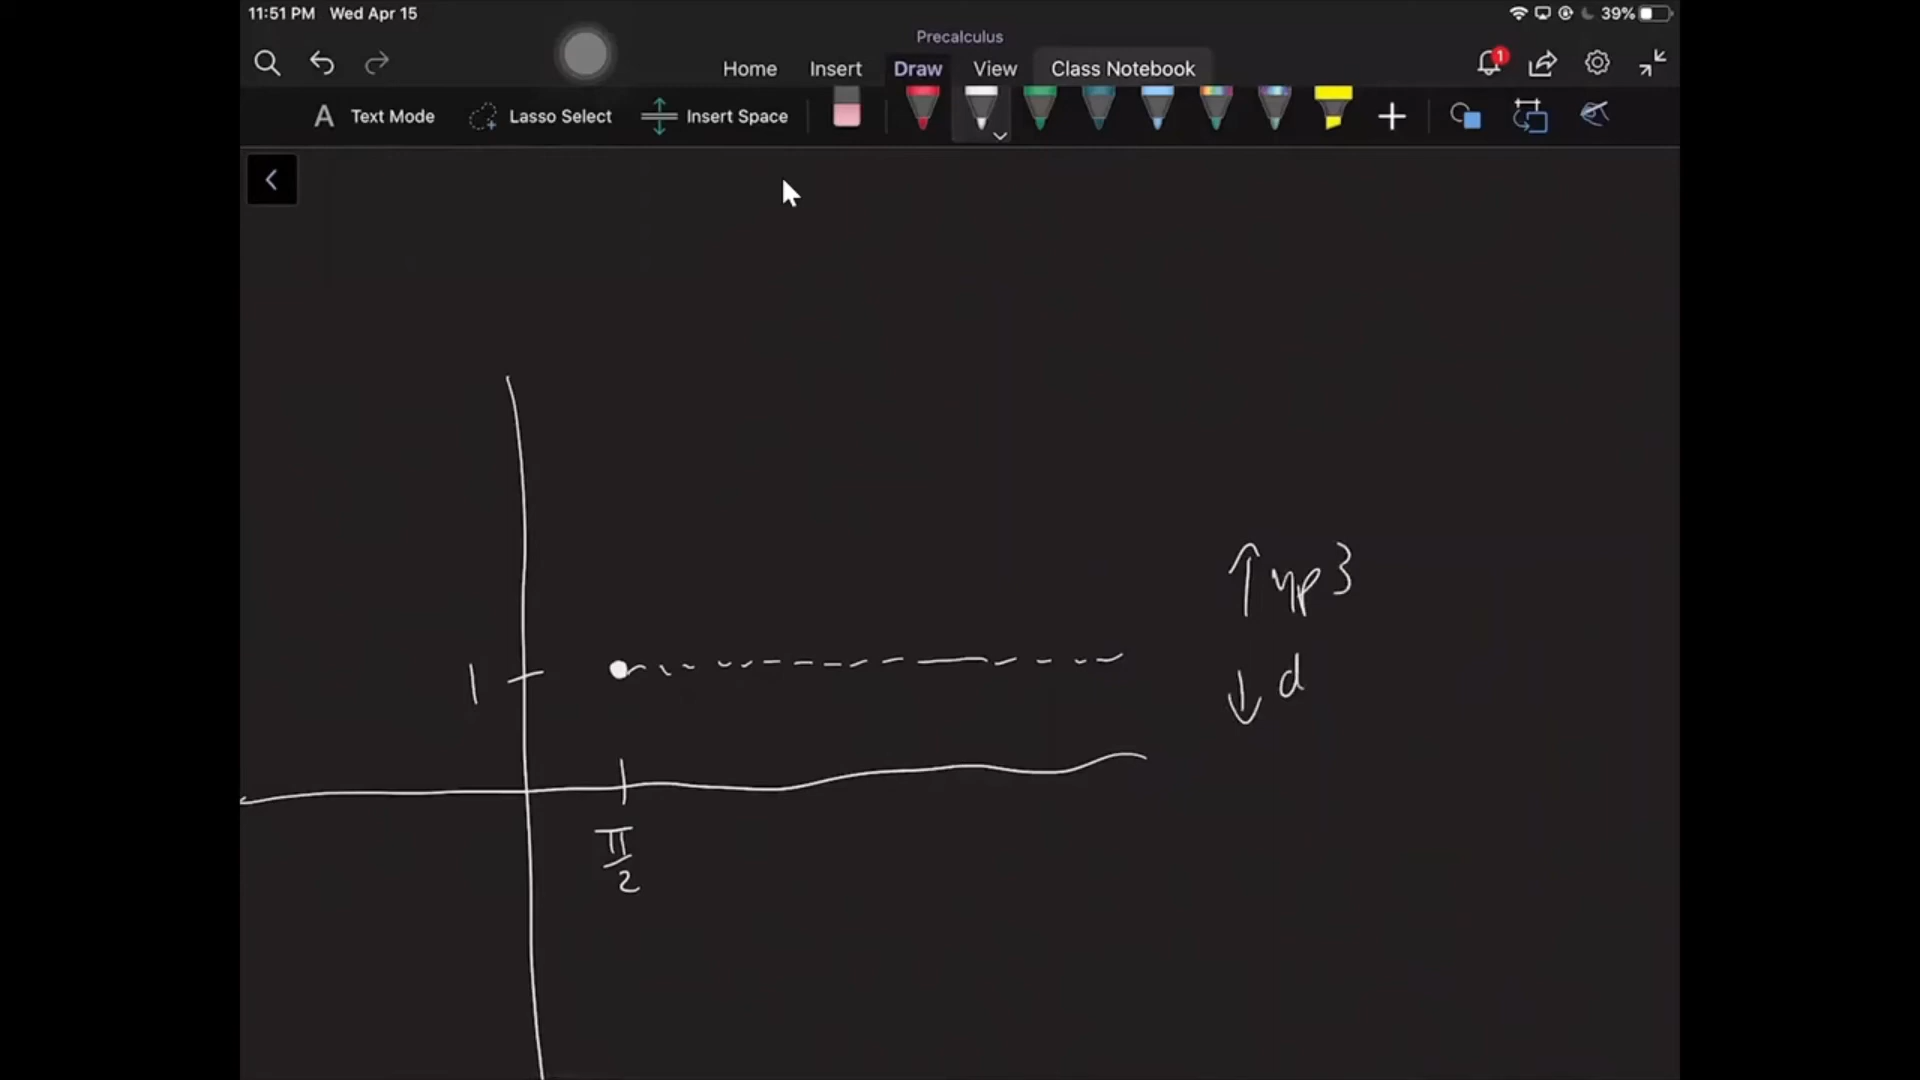 11:51 PM Wed Apr 15 39%
Precalculus
Home Insert Draw View Class Notebook 1
A Text Mode Lasso Select Insert Space
↑ up 3
1
↓ d
π/2